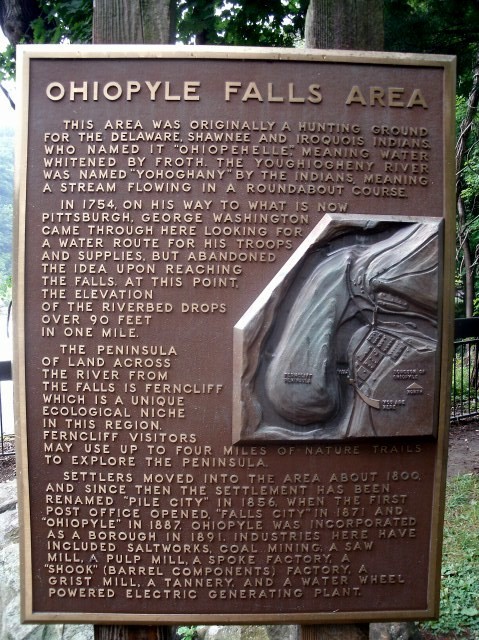 OHIOPYLE FALLS AREA
THIS AREA WAS ORIGINALLY A HUNTING GROUND
FOR THE DELAWARE, SHAWNEE AND IROQUOIS INDIANS,
WHO NAMED IT "OHIOPEHELLE" MEANING WATER
WHITENED BY FROTH. THE YOUGHIOGHENY RIVER
WAS NAMED "YOHOGHANY" BY THE INDIANS, MEANING,
A STREAM FLOWING IN A ROUNDABOUT COURSE.
IN 1754, ON HIS WAY TO WHAT IS NOW
PITTSBURGH, GEORGE WASHINGTON
CAME THROUGH HERE LOOKING FOR
A WATER ROUTE FOR HIS TROOPS
AND SUPPLIES, BUT ABANDONED
THE IDEA UPON REACHING
THE FALLS. AT THIS POINT,
THE ELEVATION
OF THE RIVERBED DROPS
OVER 90 FEET
IN ONE MILE.
THE PENINSULA
OF LAND ACROSS
THE RIVER FROM
THE FALLS IS FERNCLIFF
WHICH IS A UNIQUE
ECOLOGICAL NICHE
IN THIS REGION.
FERNCLIFF VISITORS
MAY USE UP TO FOUR MILES OF NATURE TRAILS
TO EXPLORE THE PENINSULA.
SETTLERS MOVED INTO THE AREA ABOUT 1800,
AND SINCE THEN THE SETTLEMENT HAS BEEN
RENAMED "PILE CITY" IN 1856, WHEN THE FIRST
POST OFFICE OPENED, "FALLS CITY" IN 1871 AND
"OHIOPYLE" IN 1887. OHIOPYLE WAS INCORPORATED
AS A BOROUGH IN 1891. INDUSTRIES HERE HAVE
INCLUDED SALTWORKS, COAL MINING, A SAW
MILL, A PULP MILL, A SPOKE FACTORY, A
"SHOOK" (BARREL COMPONENTS) FACTORY, A
GRIST MILL, A TANNERY, AND A WATER WHEEL
POWERED ELECTRIC GENERATING PLANT.
FERNCLIFF
PENINSULA
OHIOPYLE
NORTH
YOU ARE
HERE